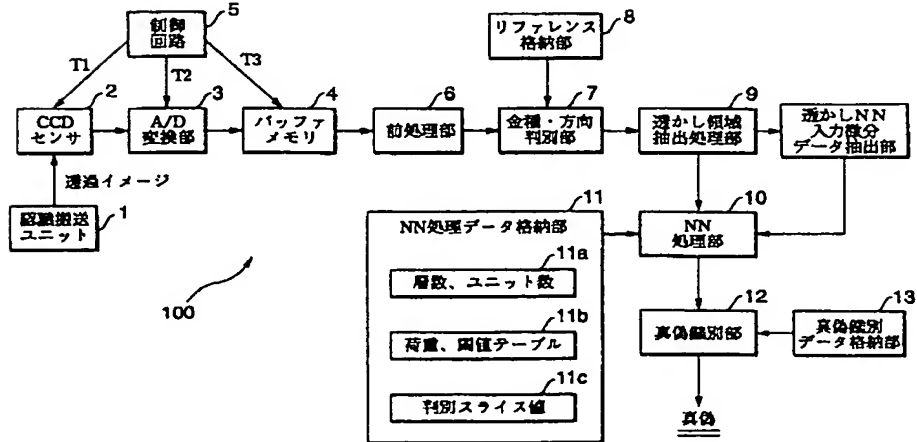 5
制御
回路
T1
T2
T3
2
CCD
センサ
3
A/D
変換部
4
バッファ
メモリ
6
前処理部
8
リファレンス
格納部
7
金種・方向
判別部
9
透かし領域
抽出処理部
透かしNN
入力微分
データ抽出部
透過イメージ
1
認識搬送
ユニット
100
11
NN処理データ格納部
11a
層数、ユニット数
11b
荷重、閾値テーブル
11c
判別スライス値
10
NN
処理部
12
真偽識別部
13
真偽識別
データ格納部
真偽